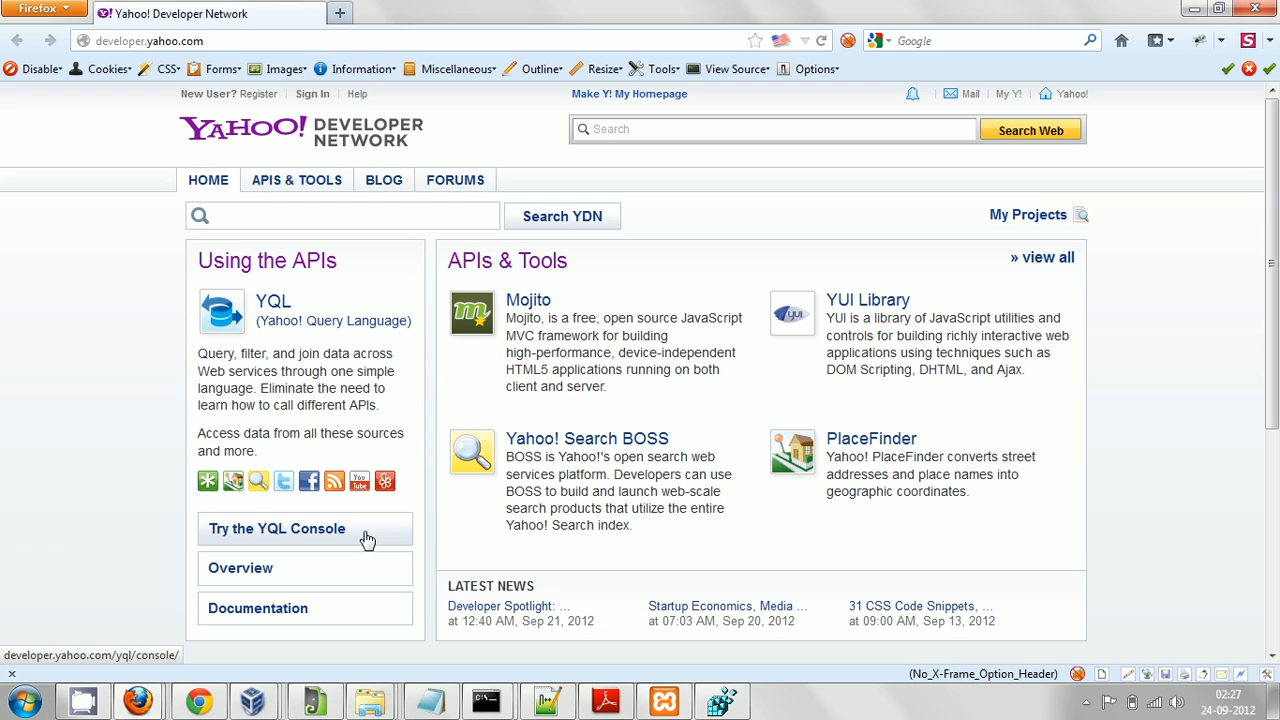 Firefox
Yahoo! Developer Network
developer.yahoo.com
Google
Disable
Cookies
CSS
Forms
Images
Information
Miscellaneous
Outline
Resize
Tools
View Source
Options
New User? Register
Sign In
Help
Make Y! My Homepage
Mail
My Y!
Yahoo!
YAHOO! DEVELOPER NETWORK
Search
Search Web
HOME
APIS & TOOLS
BLOG
FORUMS
Search YDN
My Projects
Using the APIs
YQL
(Yahoo! Query Language)
Query, filter, and join data across
Web services through one simple
language. Eliminate the need to
learn how to call different APIs.
Access data from all these sources
and more.
You
Tube
Try the YQL Console
Overview
Documentation
APIs & Tools
» view all
Mojito
Mojito, is a free, open source JavaScript
MVC framework for building
high-performance, device-independent
HTML5 applications running on both
client and server.
YUI Library
YUI is a library of JavaScript utilities and
controls for building richly interactive web
applications using techniques such as
DOM Scripting, DHTML, and Ajax.
Yahoo! Search BOSS
BOSS is Yahoo!'s open search web
services platform. Developers can use
BOSS to build and launch web-scale
search products that utilize the entire
Yahoo! Search index.
PlaceFinder
Yahoo! PlaceFinder converts street
addresses and place names into
geographic coordinates.
LATEST NEWS
Developer Spotlight: ...
at 12:40 AM, Sep 21, 2012
Startup Economics, Media ...
at 07:03 AM, Sep 20, 2012
31 CSS Code Snippets, ...
at 09:00 AM, Sep 13, 2012
developer.yahoo.com/yql/console/
(No_X-Frame_Option_Header)
02:27
24-09-2012